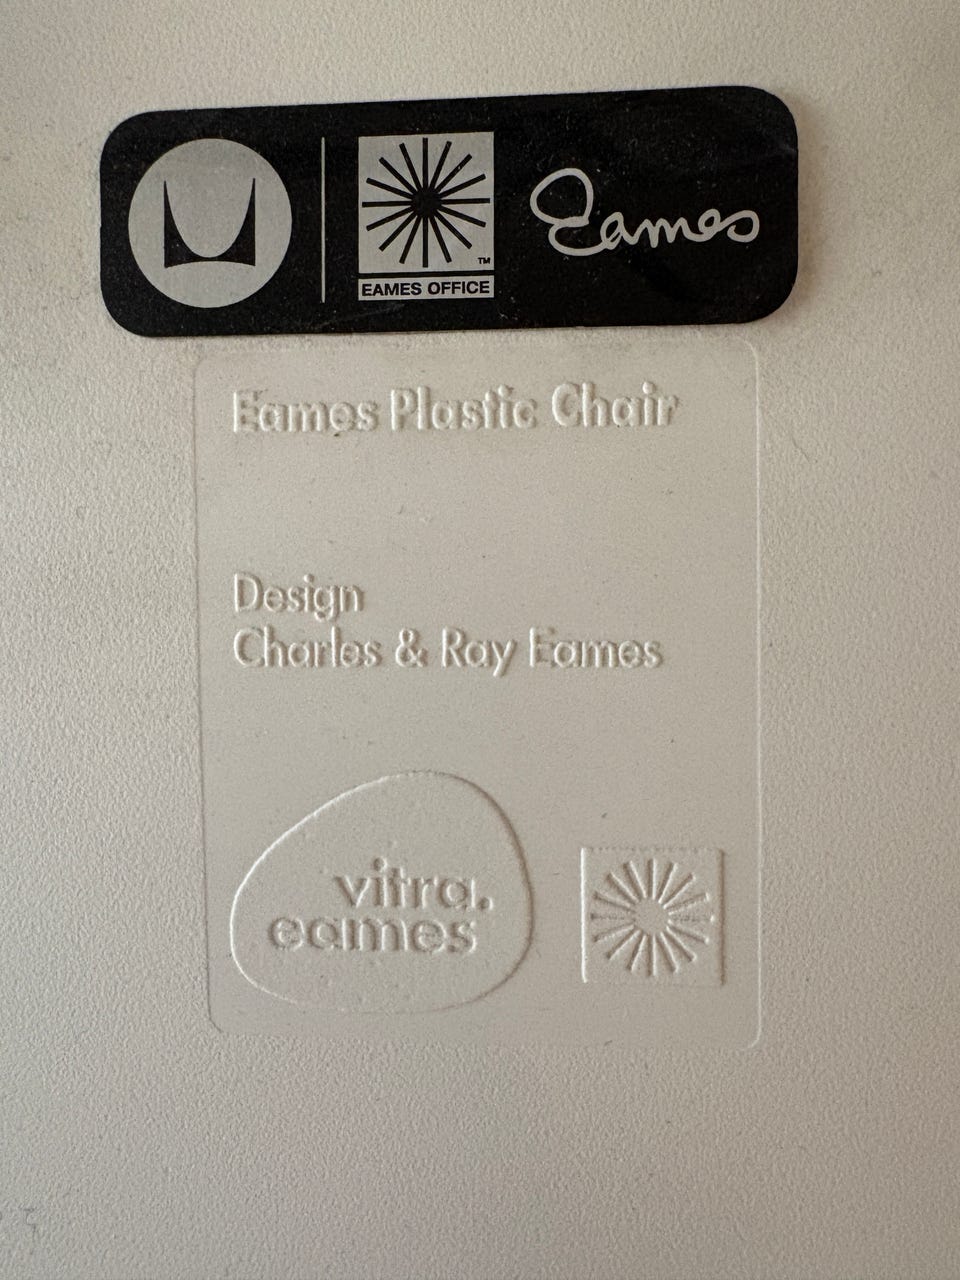 EAMES OFFICE
TM
Eames
Eames Plastic Chair
Design
Charles & Ray Eames
vitra.
eames